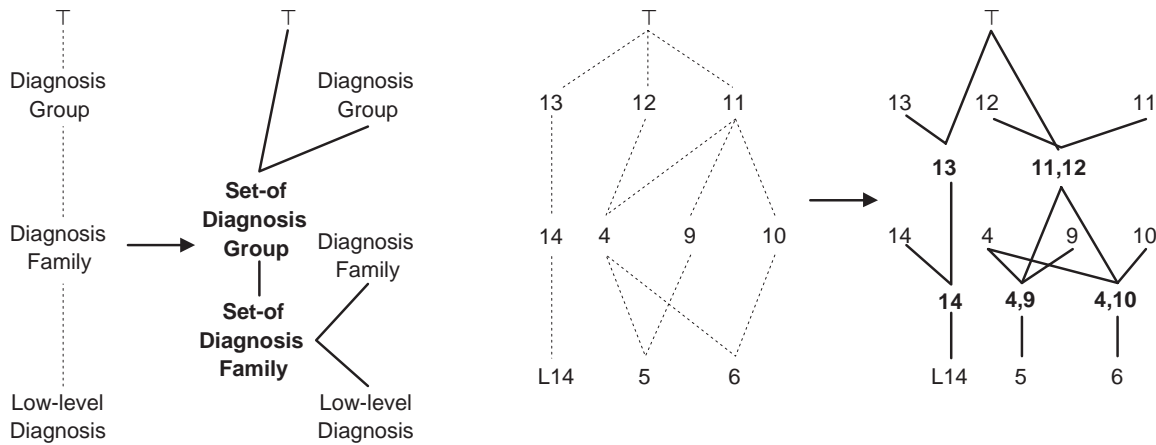 ⊤
Diagnosis
Group
Diagnosis
Family
Low-level
Diagnosis
⊤
Diagnosis
Group
Set-of
Diagnosis
Group
Diagnosis
Family
Set-of
Diagnosis
Family
Low-level
Diagnosis
⊤
13 12 11
14 4 9 10
L14 5 6
⊤
13 12 11
13 11,12
14 4 9 10
14 4,9 4,10
L14 5 6